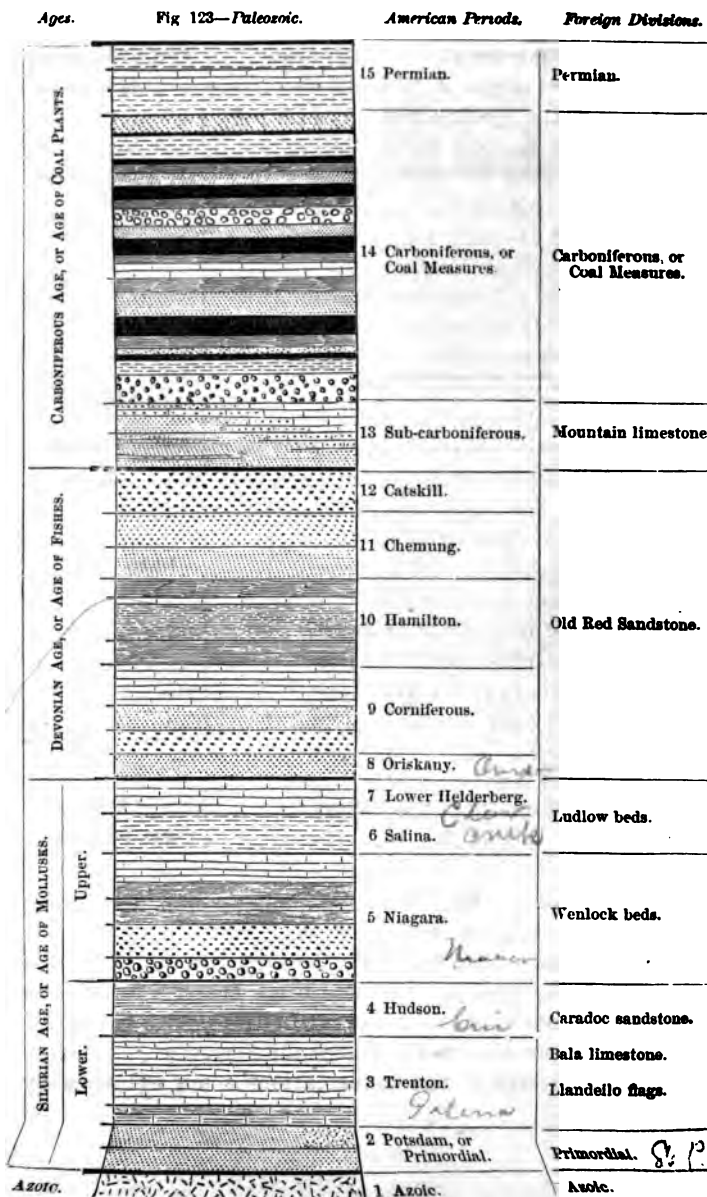 Ages.
Fig 123—Paleozoic.
American Periods.
Foreign Divisions.
CARBONIFEROUS AGE, OR AGE OF COAL PLANTS.
15 Permian.
Permian.
14 Carboniferous, or
Coal Measures
Carboniferous, or
Coal Measures.
13 Sub-carboniferous.
Mountain limestone
DEVONIAN AGE, OR AGE OF FISHES.
12 Catskill.
11 Chemung.
10 Hamilton.
Old Red Sandstone.
9 Corniferous.
8 Oriskany.
SILURIAN AGE, OR AGE OF MOLLUSKS.
Upper.
7 Lower Helderberg.
Ludlow beds.
6 Salina.
5 Niagara.
Wenlock beds.
Lower.
4 Hudson.
Caradoc sandstone.
Bala limestone.
3 Trenton.
Llandeilo flags.
2 Potsdam, or
Primordial.
Primordial.
Azoic.
1 Azoic.
Azoic.